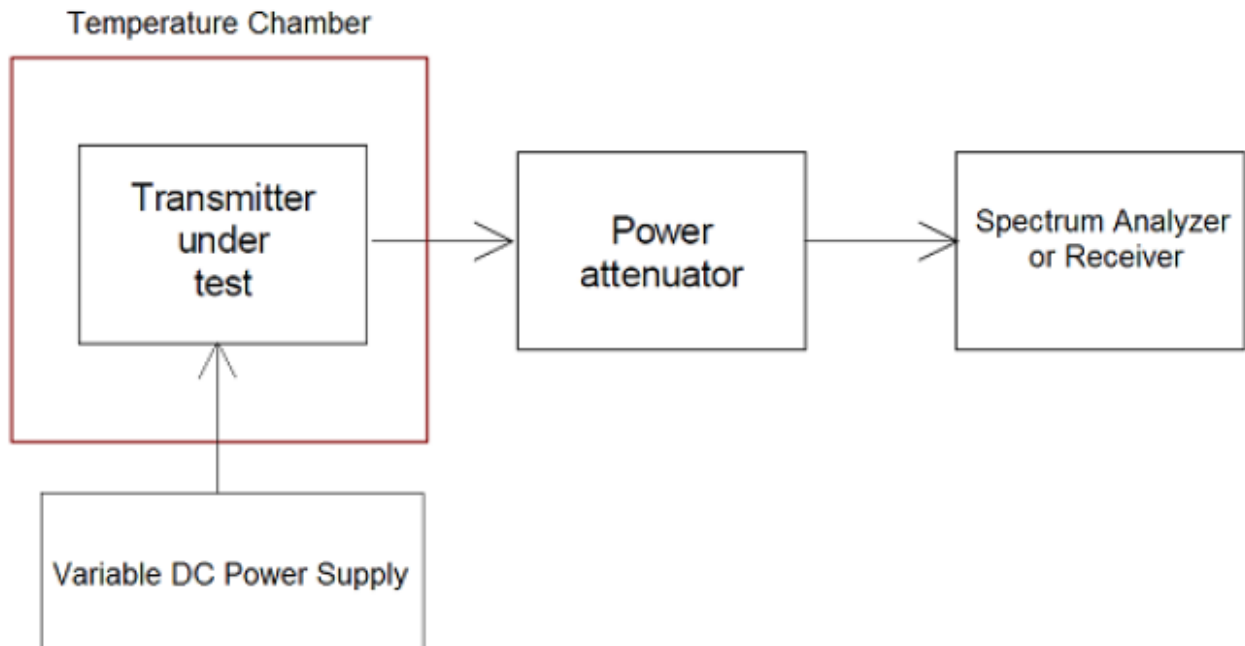 Temperature Chamber
Transmitter
under
test
Power
attenuator
Spectrum Analyzer
or Receiver
Variable DC Power Supply